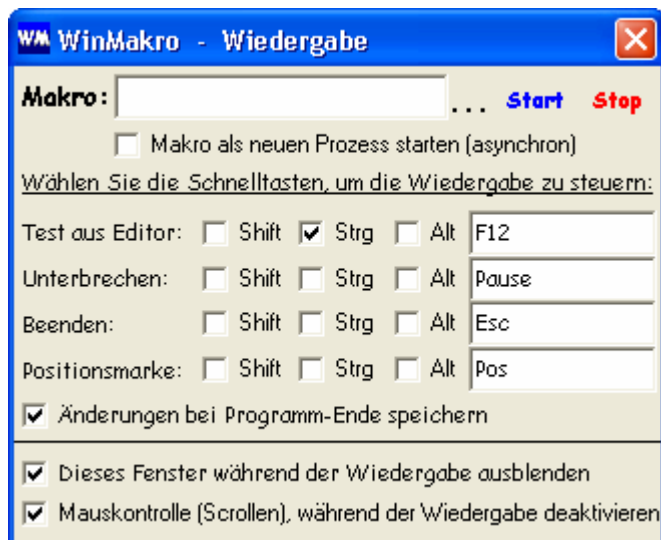 WM WinMakro - Wiedergabe
Makro: ... Start Stop
Makro als neuen Prozess starten (asynchron)
Wählen Sie die Schnelltasten, um die Wiedergabe zu steuern:
Test aus Editor: Shift Strg Alt F12
Unterbrechen: Shift Strg Alt Pause
Beenden: Shift Strg Alt Esc
Positionsmarke: Shift Strg Alt Pos
Änderungen bei Programm-Ende speichern
Dieses Fenster während der Wiedergabe ausblenden
Mauskontrolle (Scrollen), während der Wiedergabe deaktivieren